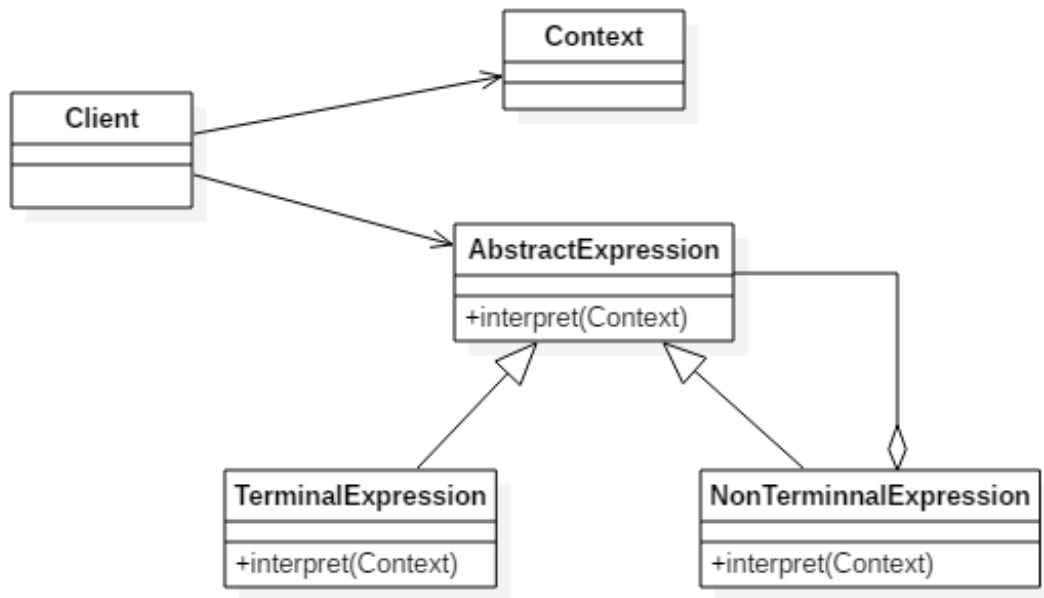 Context
Client
AbstractExpression
+interpret(Context)
TerminalExpression
+interpret(Context)
NonTerminnalExpression
+interpret(Context)